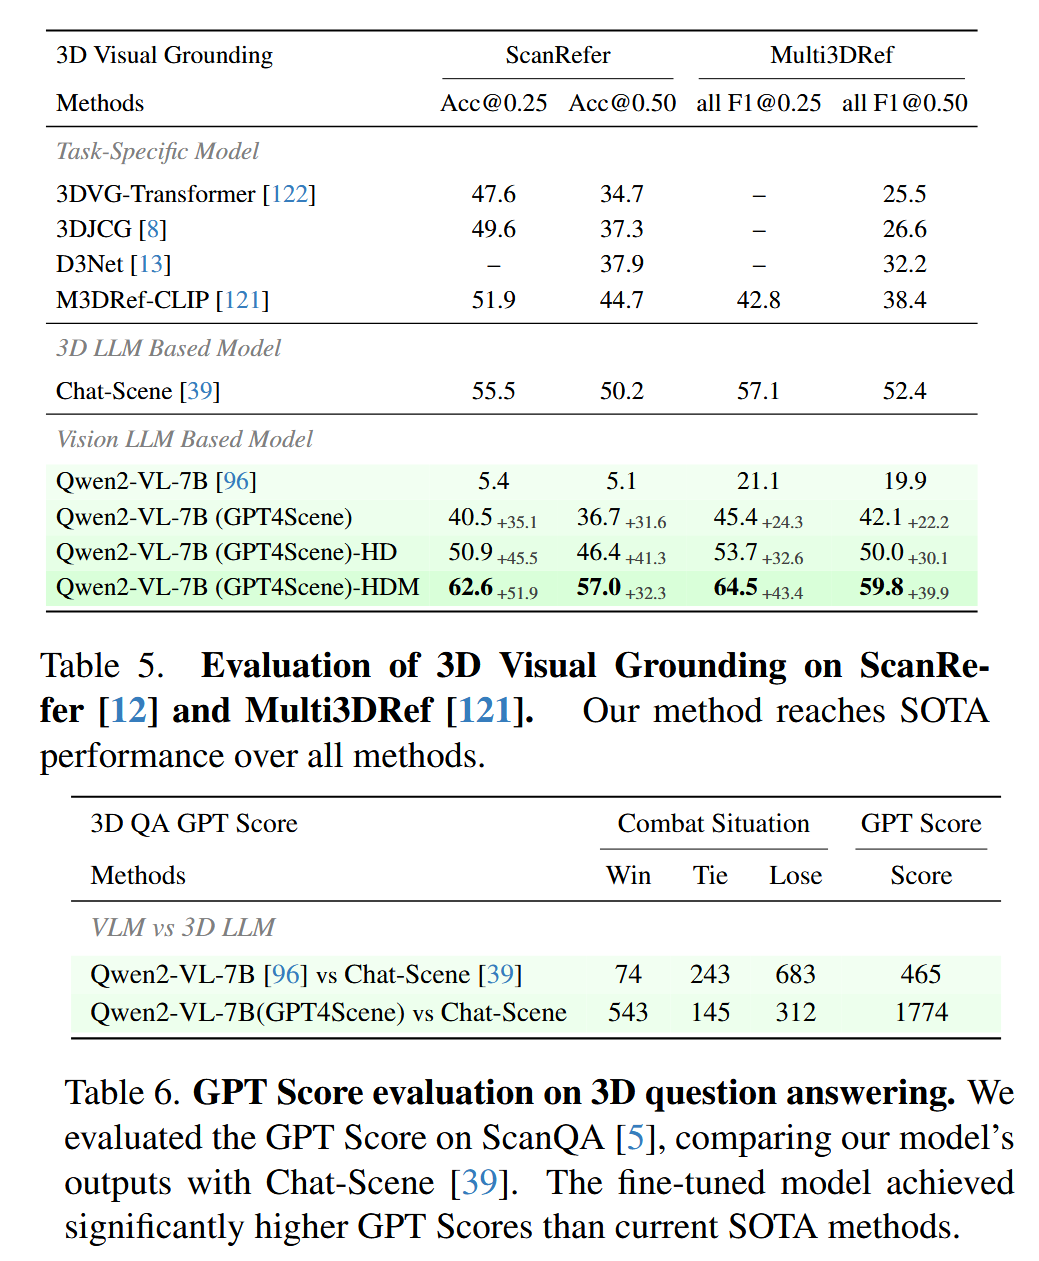 3D Visual Grounding ScanRefer Multi3DRef
Methods Acc@0.25 Acc@0.50 all F1@0.25 all F1@0.50
Task-Specific Model
3DVG-Transformer [122] 47.6 34.7 – 25.5
3DJCG [8] 49.6 37.3 – 26.6
D3Net [13] – 37.9 – 32.2
M3DRef-CLIP [121] 51.9 44.7 42.8 38.4
3D LLM Based Model
Chat-Scene [39] 55.5 50.2 57.1 52.4
Vision LLM Based Model
Qwen2-VL-7B [96] 5.4 5.1 21.1 19.9
Qwen2-VL-7B (GPT4Scene) 40.5 +35.1 36.7 +31.6 45.4 +24.3 42.1 +22.2
Qwen2-VL-7B (GPT4Scene)-HD 50.9 +45.5 46.4 +41.3 53.7 +32.6 50.0 +30.1
Qwen2-VL-7B (GPT4Scene)-HDM 62.6 +51.9 57.0 +32.3 64.5 +43.4 59.8 +39.9
Table 5. Evaluation of 3D Visual Grounding on ScanRe-
fer [12] and Multi3DRef [121]. Our method reaches SOTA
performance over all methods.
3D QA GPT Score Combat Situation GPT Score
Methods Win Tie Lose Score
VLM vs 3D LLM
Qwen2-VL-7B [96] vs Chat-Scene [39] 74 243 683 465
Qwen2-VL-7B(GPT4Scene) vs Chat-Scene 543 145 312 1774
Table 6. GPT Score evaluation on 3D question answering. We
evaluated the GPT Score on ScanQA [5], comparing our model's
outputs with Chat-Scene [39]. The fine-tuned model achieved
significantly higher GPT Scores than current SOTA methods.